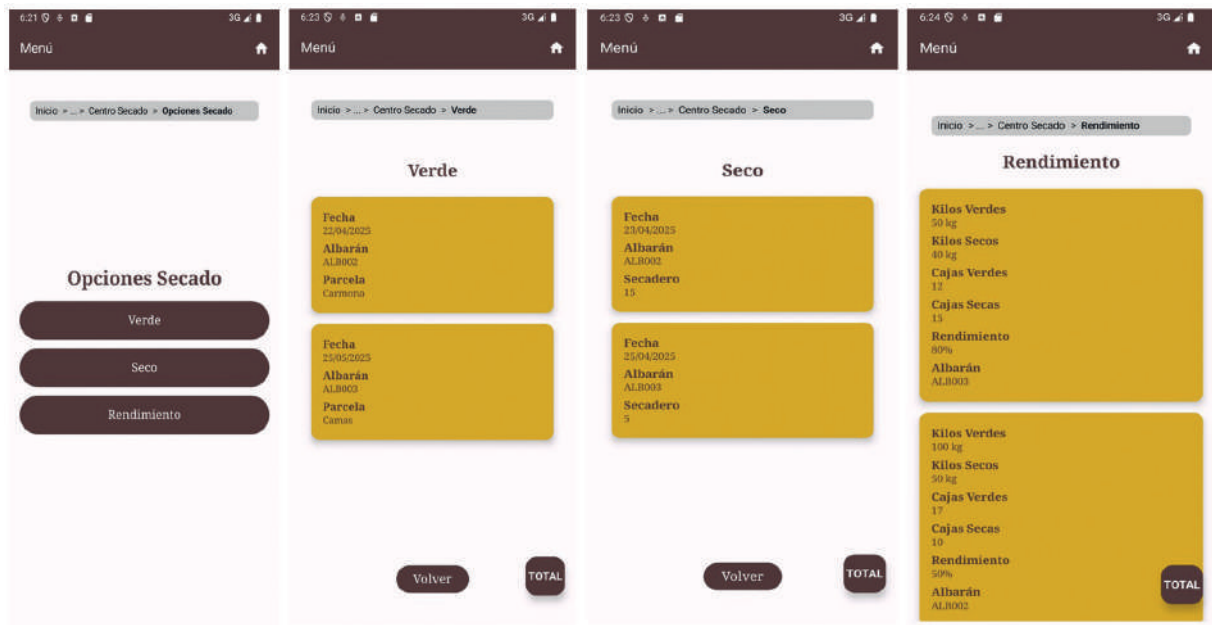 6:21
3G
Menú
Inicio > ... > Centro Secado > Opciones Secado
Opciones Secado
Verde
Seco
Rendimiento
6:23
3G
Menú
Inicio > ... > Centro Secado > Verde
Verde
Fecha
22/04/2025
Albarán
ALB002
Parcela
Carmona
Fecha
25/05/2025
Albarán
ALB003
Parcela
Camas
Volver
TOTAL
6:23
3G
Menú
Inicio > ... > Centro Secado > Seco
Seco
Fecha
23/04/2025
Albarán
ALB002
Secadero
15
Fecha
25/04/2025
Albarán
ALB003
Secadero
5
Volver
TOTAL
6:24
3G
Menú
Inicio > ... > Centro Secado > Rendimiento
Rendimiento
Kilos Verdes
50 kg
Kilos Secos
40 kg
Cajas Verdes
12
Cajas Secas
15
Rendimiento
80%
Albarán
ALB003
Kilos Verdes
100 kg
Kilos Secos
50 kg
Cajas Verdes
17
Cajas Secas
10
Rendimiento
50%
Albarán
ALB002
TOTAL